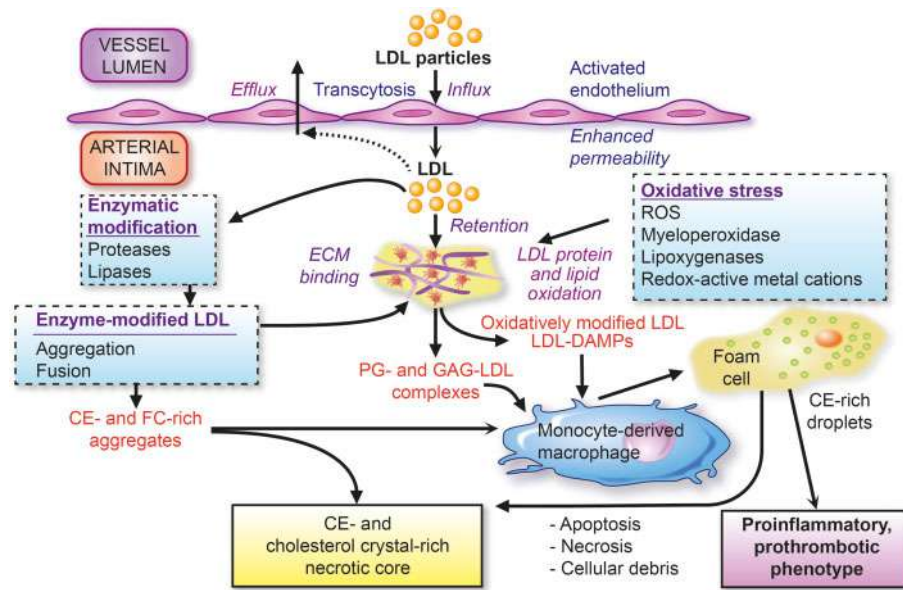 VESSEL
LUMEN
LDL particles
Efflux
Transcytosis
Influx
Activated
endothelium
ARTERIAL
INTIMA
Enhanced
permeability
LDL
Enzymatic
modification
Proteases
Lipases
Retention
ECM
binding
LDL protein
and lipid
oxidation
Oxidative stress
ROS
Myeloperoxidase
Lipoxygenases
Redox-active metal cations
Enzyme-modified LDL
Aggregation
Fusion
Oxidatively modified LDL
LDL-DAMPs
PG- and GAG-LDL
complexes
Foam
cell
CE-rich
droplets
CE- and FC-rich
aggregates
Monocyte-derived
macrophage
CE- and
cholesterol crystal-rich
necrotic core
- Apoptosis
- Necrosis
- Cellular debris
Proinflammatory,
prothrombotic
phenotype